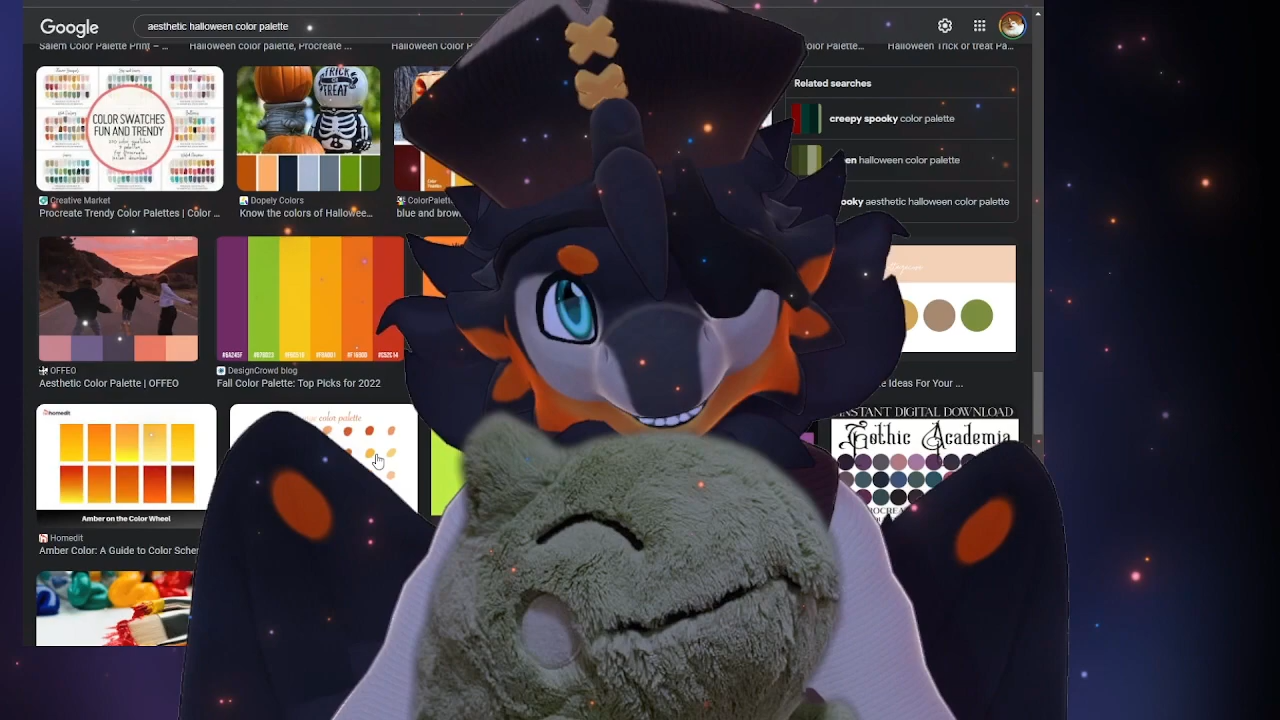 Google
aesthetic halloween color palette
Salem Color Palette Print – ...
Halloween color palette, Procreate ...
Halloween Color P
olor Palette...
Halloween Trick or treat Pa...
COLOR SWATCHES
FUN AND TRENDY
TRICK
OR
TREAT
Related searches
creepy spooky color palette
en halloween color palette
ooky aesthetic halloween color palette
Creative Market
Procreate Trendy Color Palettes | Color ...
Dopely Colors
Know the colors of Hallowee...
ColorPalett
blue and brow
#6A245F
OFFEO
Aesthetic Color Palette | OFFEO
DesignCrowd blog
Fall Color Palette: Top Picks for 2022
e Ideas For Your ...
homedit
color palette
INSTANT DIGITAL DOWNLOAD
Gothic Academia
Amber on the Color Wheel
Homedit
Amber Color: A Guide to Color Scher